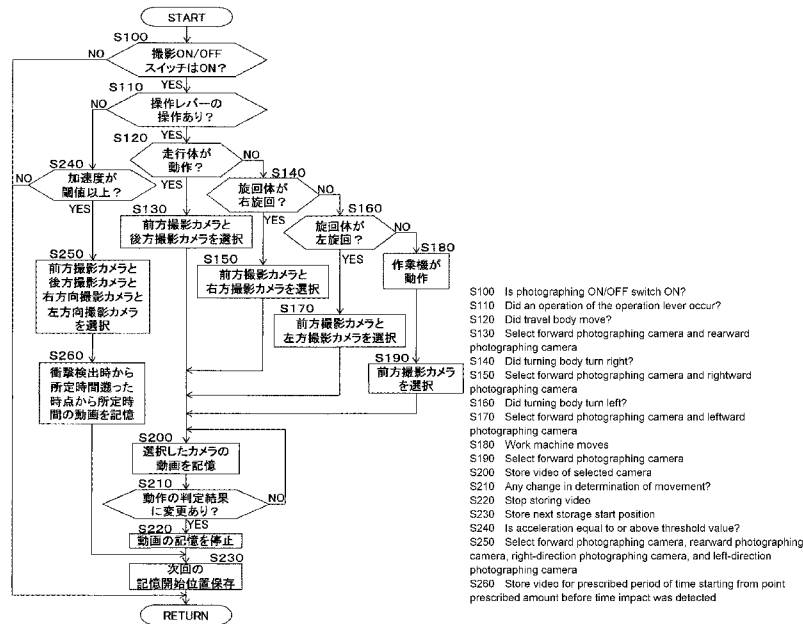 START
S100
撮影ON/OFF
スイッチはON?
NO
YES
S110
操作レバーの
操作あり?
NO
YES
S120
走行体が
動作?
NO
YES
S240
加速度が
閾値以上?
NO
YES
S140
旋回体が
右旋回?
NO
YES
S130
前方撮影カメラと
後方撮影カメラを選択
S160
旋回体が
左旋回?
NO
YES
S150
前方撮影カメラと
右方撮影カメラを選択
S180
作業機が
動作
S250
前方撮影カメラと
後方撮影カメラと
右方向撮影カメラと
左方向撮影カメラ
を選択
S170
前方撮影カメラと
左方撮影カメラを選択
S190
前方撮影カメラ
を選択
S260
衝撃検出時から
所定時間遡った
時点から所定時
間の動画を記憶
S200
選択したカメラの
動画を記憶
S210
動作の判定結果
に変更あり?
NO
YES
S220
動画の記憶を停止
S230
次回の
記憶開始位置保存
RETURN
S100 Is photographing ON/OFF switch ON?
S110 Did an operation of the operation lever occur?
S120 Did travel body move?
S130 Select forward photographing camera and rearward
photographing camera
S140 Did turning body turn right?
S150 Select forward photographing camera and rightward
photographing camera
S160 Did turning body turn left?
S170 Select forward photographing camera and leftward
photographing camera
S180 Work machine moves
S190 Select forward photographing camera
S200 Store video of selected camera
S210 Any change in determination of movement?
S220 Stop storing video
S230 Store next storage start position
S240 Is acceleration equal to or above threshold value?
S250 Select forward photographing camera, rearward photographing
camera, right-direction photographing camera, and left-direction
photographing camera
S260 Store video for prescribed period of time starting from point
prescribed amount before time impact was detected